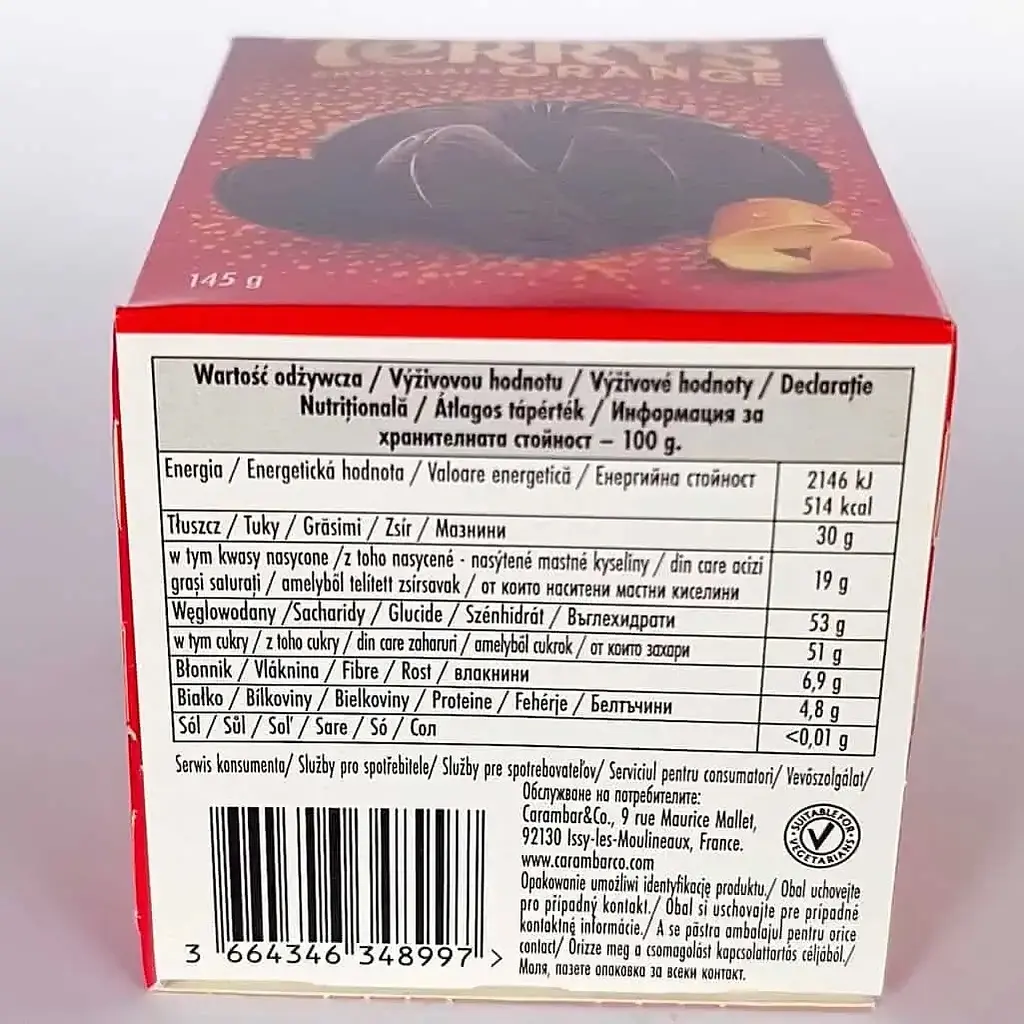 TERRY'S
CHOCOLATE ORANGE
145 g
Wartość odżywcza / Výživovou hodnotu / Výživové hodnoty / Declarație
Nutrițională / Átlagos tápérték / Информация за
хранителната стойност – 100 g.
Energia / Energetická hodnota / Valoare energetică / Енергийна стойност 2146 kJ
514 kcal
Tłuszcz / Tuky / Grăsimi / Zsír / Мазнини 30 g
w tym kwasy nasycone /z toho nasycené - nasýtené mastné kyselíny / din care acizi
grași saturați / amelyből telített zsírsavak / от които наситени мастни киселини 19 g
Węglowodany /Sacharidy / Glucide / Szénhidrát / Въглехидрати 53 g
w tym cukry / z toho cukry / din care zaharuri / amelyből cukrok / от които захари 51 g
Błonnik / Vláknina / Fibre / Rost / влакнини 6,9 g
Białko / Bílkoviny / Bielkoviny / Proteine / Fehérje / Белтъчини 4,8 g
Sól / Sůl / Soľ / Sare / Só / Сол <0,01 g
Serwis konsumenta/ Služby pro spotřebitele/ Služby pre spotrebovateľov/ Serviciul pentru consumatori/ Vevőszolgálat/
Обслужване на потребителите:
Carambar&Co., 9 rue Maurice Mallet,
92130 Issy-les-Moulineaux, France.
www.carambarco.com
SUITABLE FOR VEGETARIANS
Opakowanie umożliwi identyfikację produktu./ Obal uchovejte
pro případný kontakt./ Obal si uschovajte pre prípadné
kontaktné informácie./ A se păstra ambalajul pentru orice
contact/ Őrizze meg a csomagolást kapcsolattartás céljából./
Моля, пазете опаковка за всеки контакт.
3 664346 348997 >